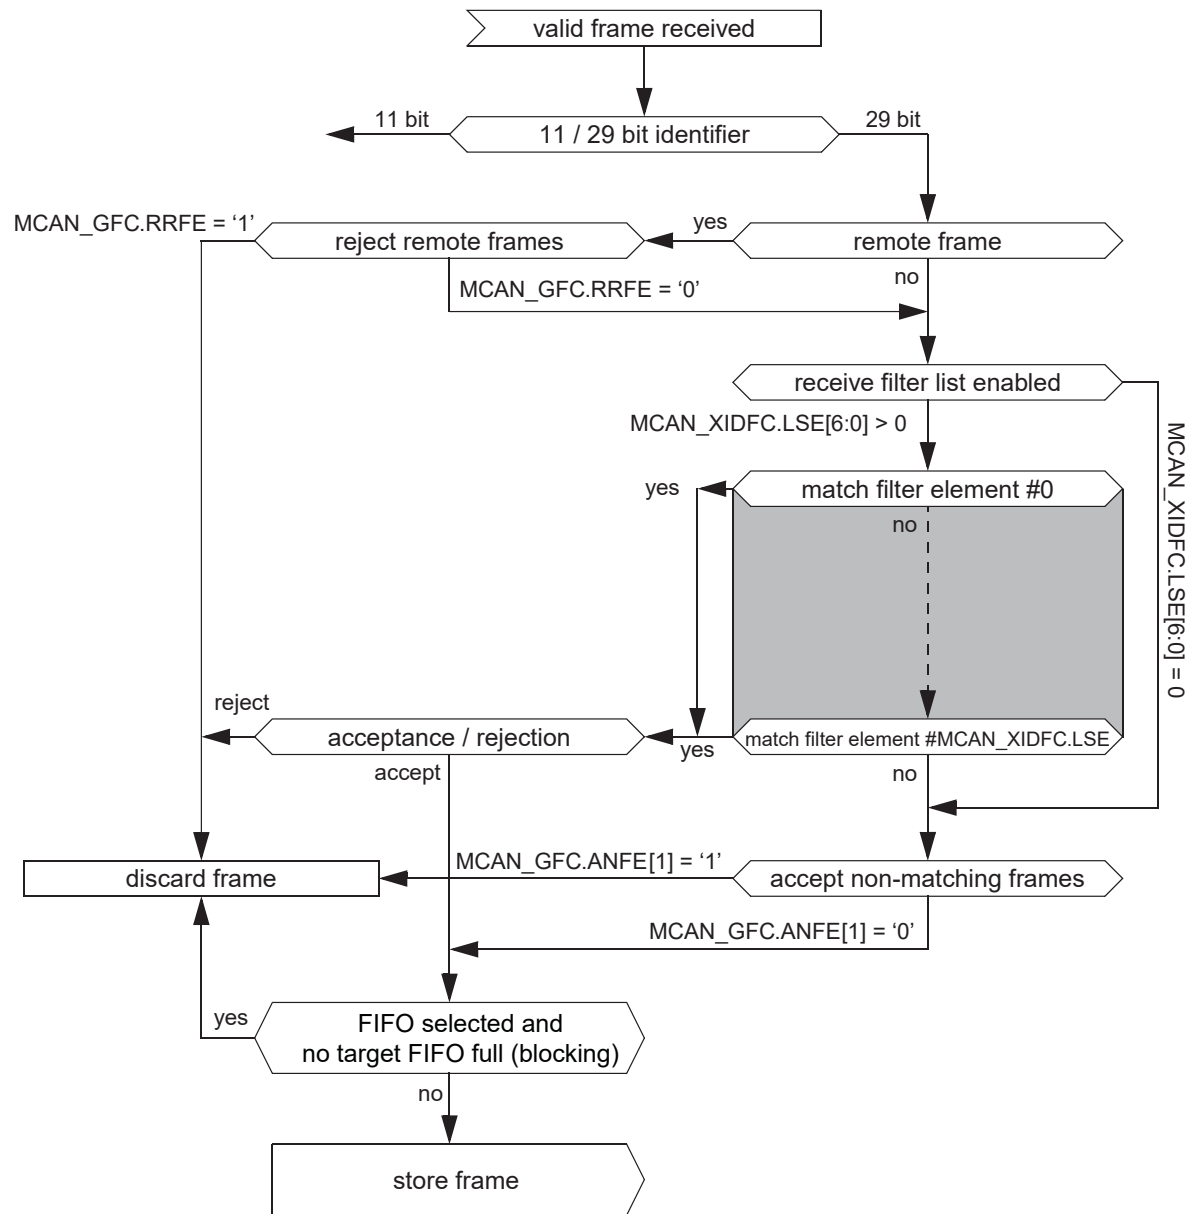 valid frame received
11 bit
11 / 29 bit identifier
29 bit
MCAN_GFC.RRFE = ‘1’
reject remote frames
yes
remote frame
MCAN_GFC.RRFE = ‘0’
no
receive filter list enabled
MCAN_XIDFC.LSE[6:0] > 0
MCAN_XIDFC.LSE[6:0] = 0
yes
match filter element #0
no
reject
acceptance / rejection
yes
match filter element #MCAN_XIDFC.LSE
accept
no
discard frame
MCAN_GFC.ANFE[1] = ‘1’
accept non-matching frames
MCAN_GFC.ANFE[1] = ‘0’
yes
FIFO selected and
no target FIFO full (blocking)
no
store frame